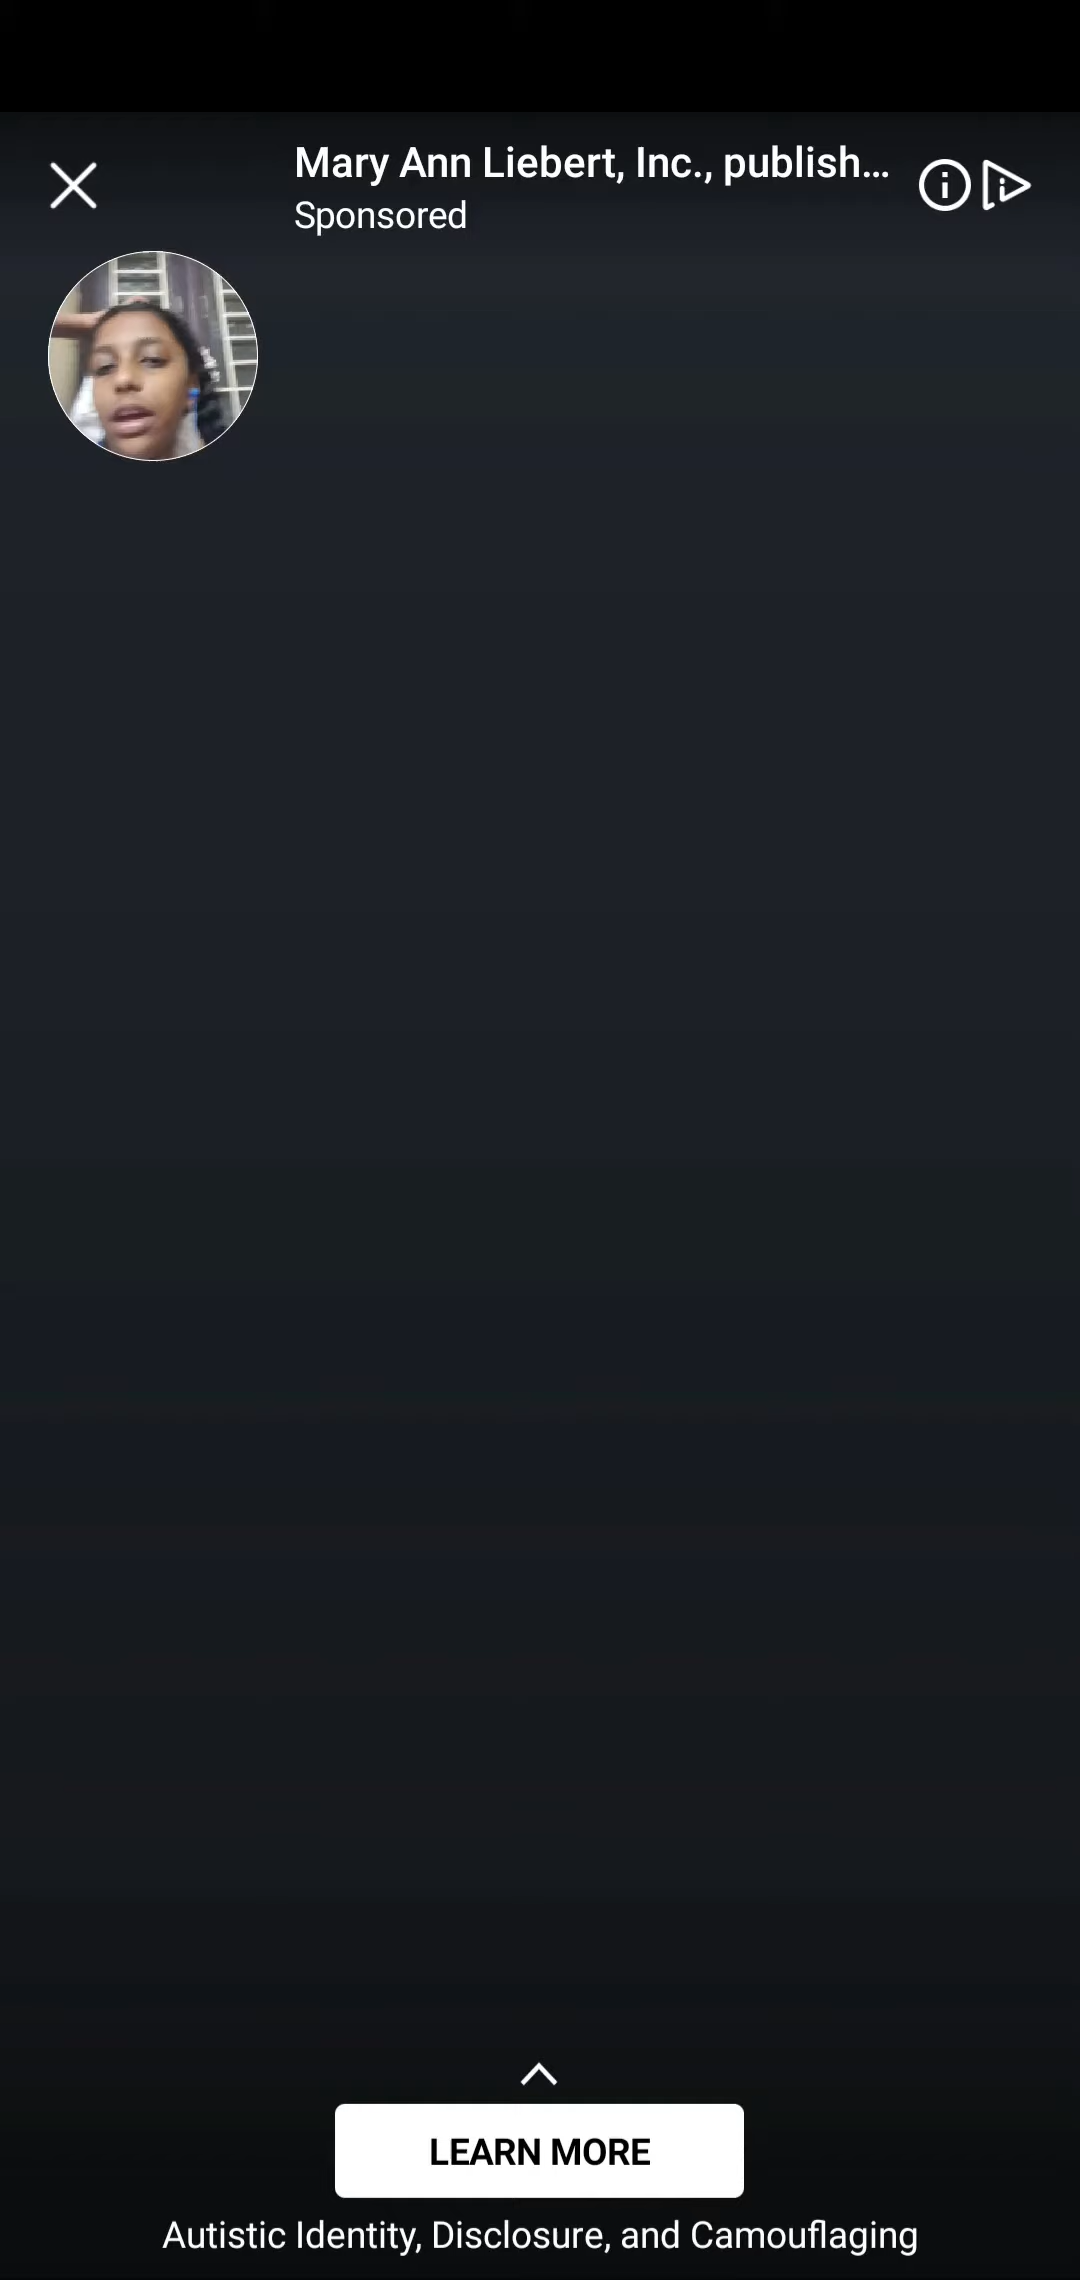 Mary Ann Liebert, Inc., publish...
Sponsored
LEARN MORE
Autistic Identity, Disclosure, and Camouflaging